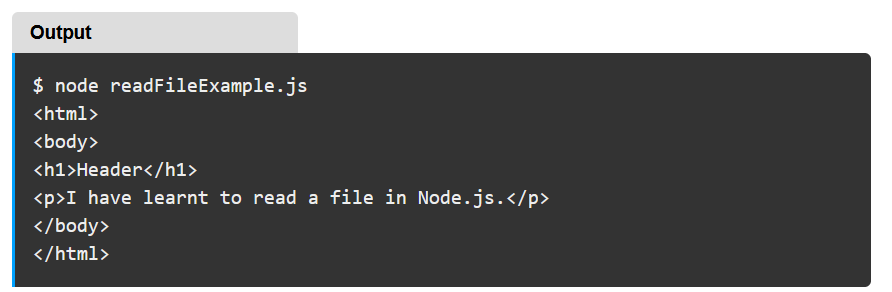 Output
$ node readFileExample.js
<html>
<body>
<h1>Header</h1>
<p>I have learnt to read a file in Node.js.</p>
</body>
</html>